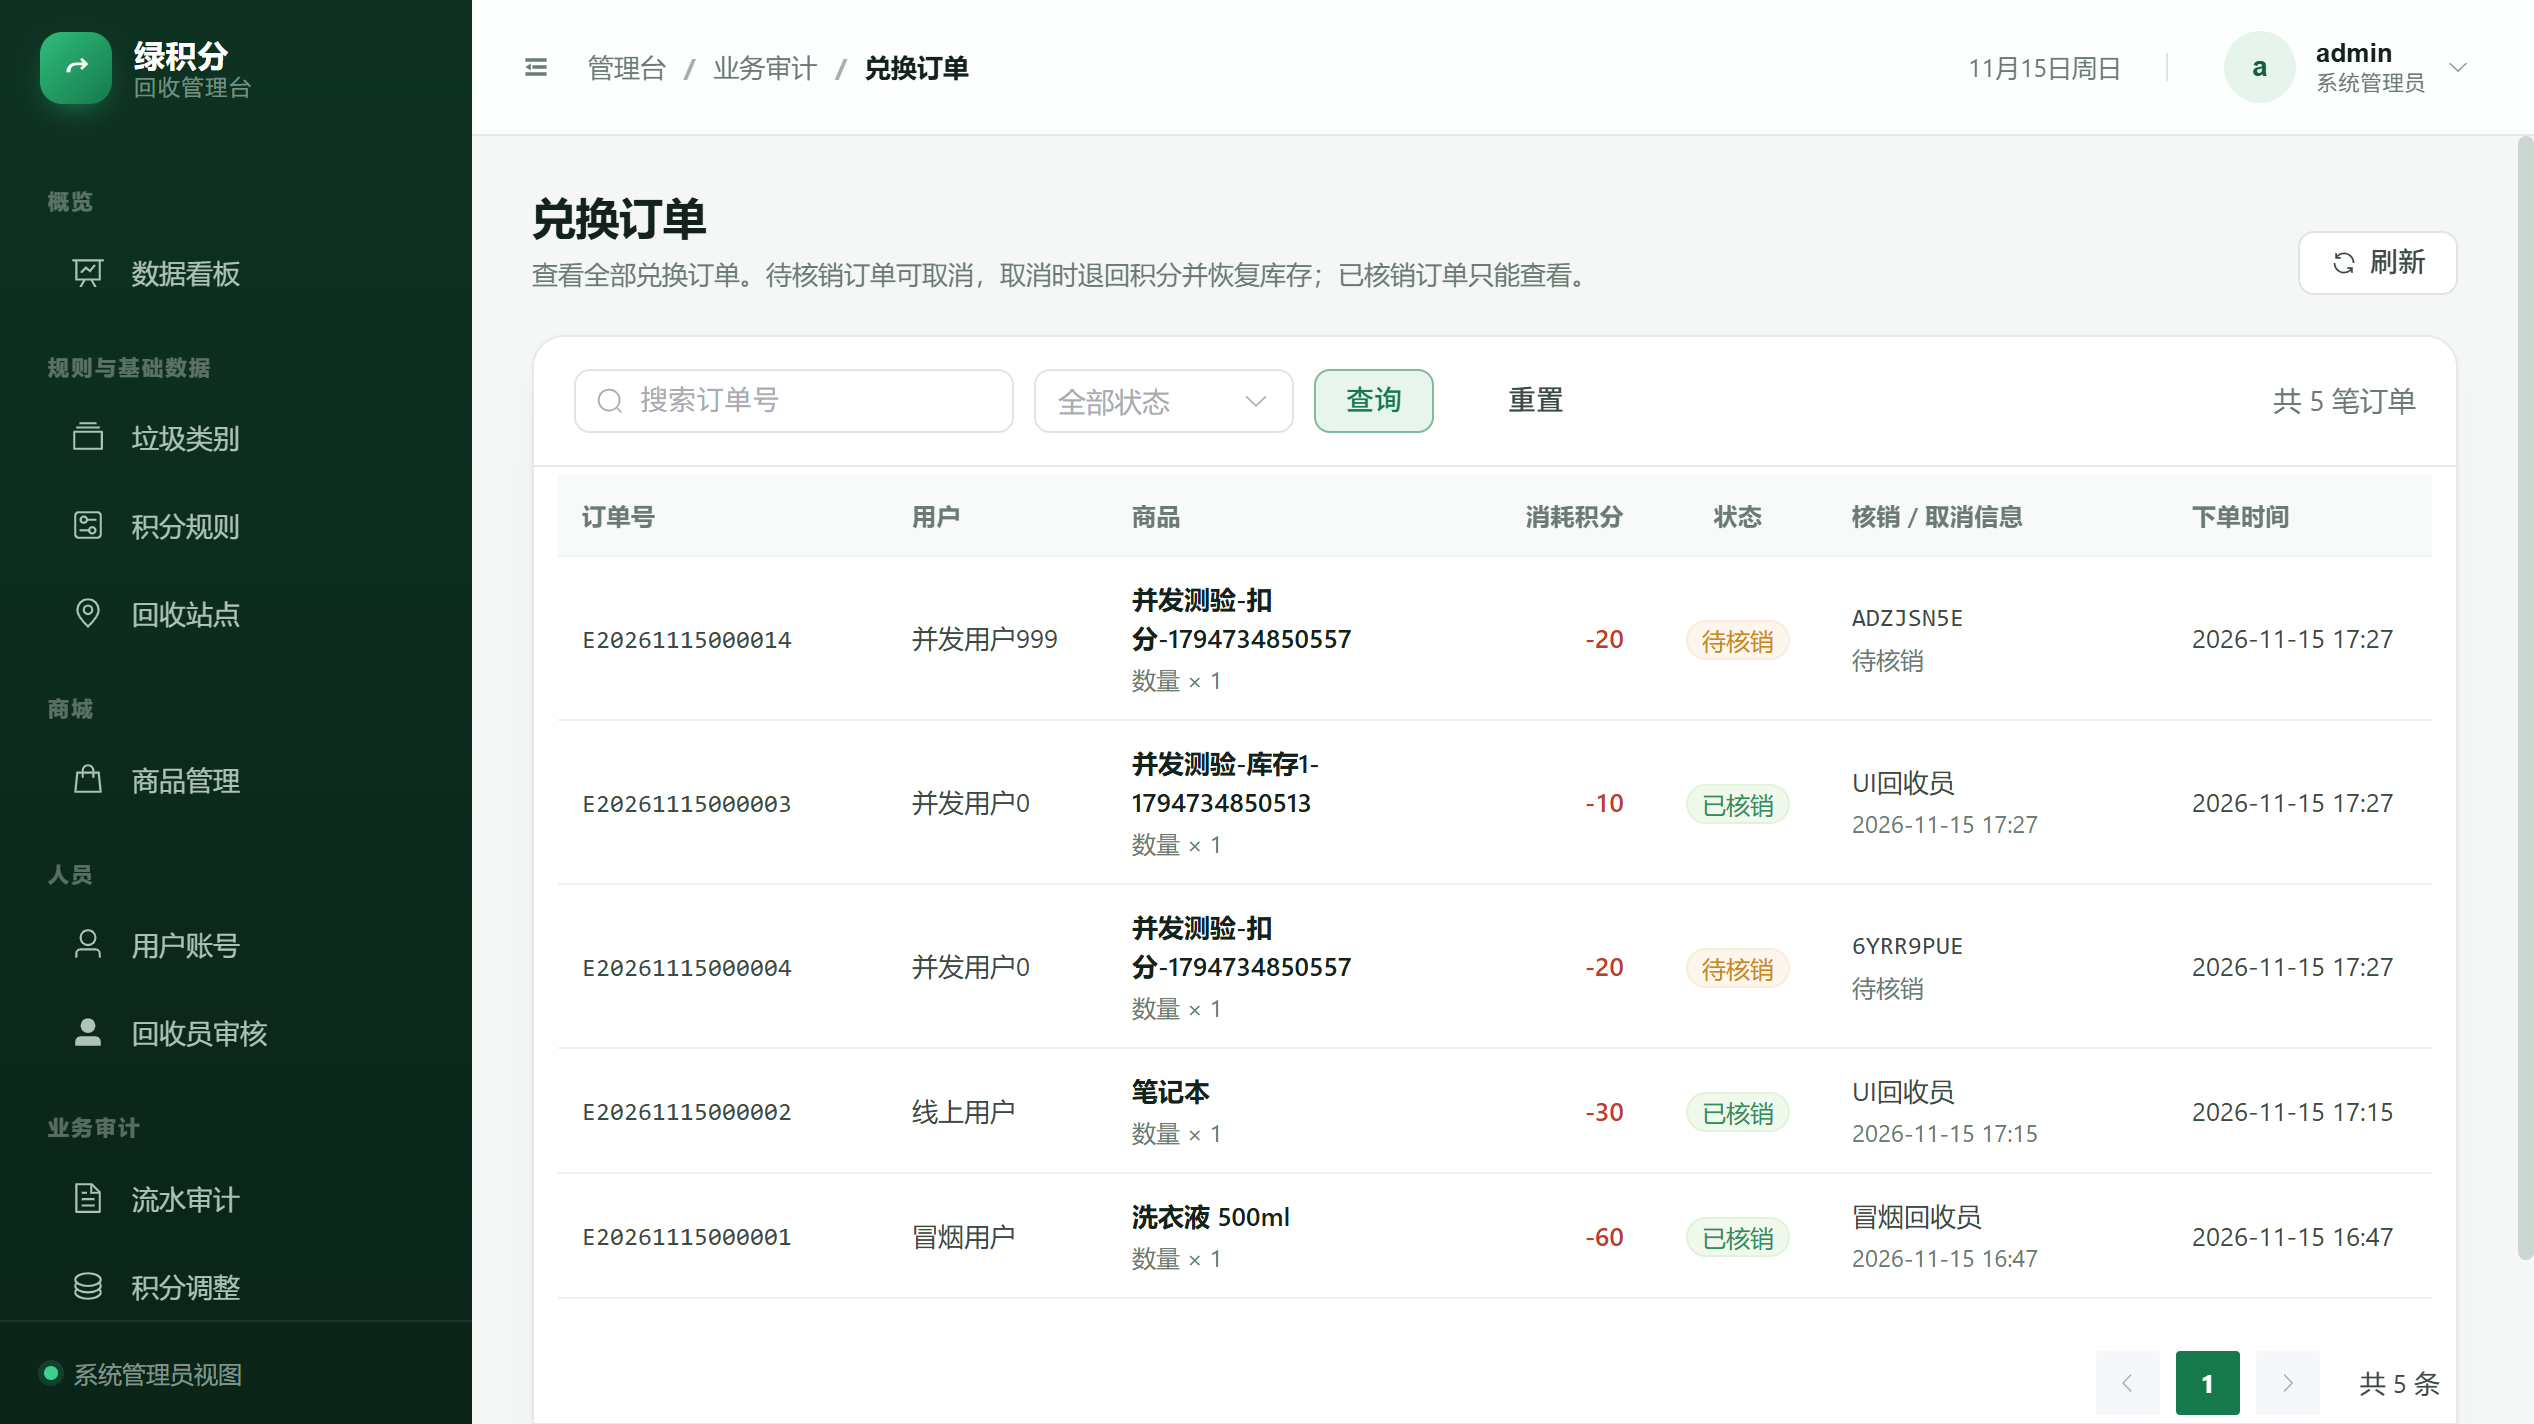 绿积分
回收管理台
概览
数据看板
规则与基础数据
垃圾类别
积分规则
回收站点
商城
商品管理
人员
用户账号
回收员审核
业务审计
流水审计
积分调整
系统管理员视图
管理台 / 业务审计 / 兑换订单
11月15日周日
a
admin
系统管理员
兑换订单
查看全部兑换订单。待核销订单可取消，取消时退回积分并恢复库存；已核销订单只能查看。
刷新
搜索订单号
全部状态
查询
重置
共 5 笔订单
订单号 用户 商品 消耗积分 状态 核销 / 取消信息 下单时间
E20261115000014
并发用户999
并发测验-扣
分-1794734850557
数量 × 1
-20
待核销
ADZJSN5E
待核销
2026-11-15 17:27
E20261115000003
并发用户0
并发测验-库存1-
1794734850513
数量 × 1
-10
已核销
UI回收员
2026-11-15 17:27
2026-11-15 17:27
E20261115000004
并发用户0
并发测验-扣
分-1794734850557
数量 × 1
-20
待核销
6YRR9PUE
待核销
2026-11-15 17:27
E20261115000002
线上用户
笔记本
数量 × 1
-30
已核销
UI回收员
2026-11-15 17:15
2026-11-15 17:15
E20261115000001
冒烟用户
洗衣液 500ml
数量 × 1
-60
已核销
冒烟回收员
2026-11-15 16:47
2026-11-15 16:47
1
共 5 条